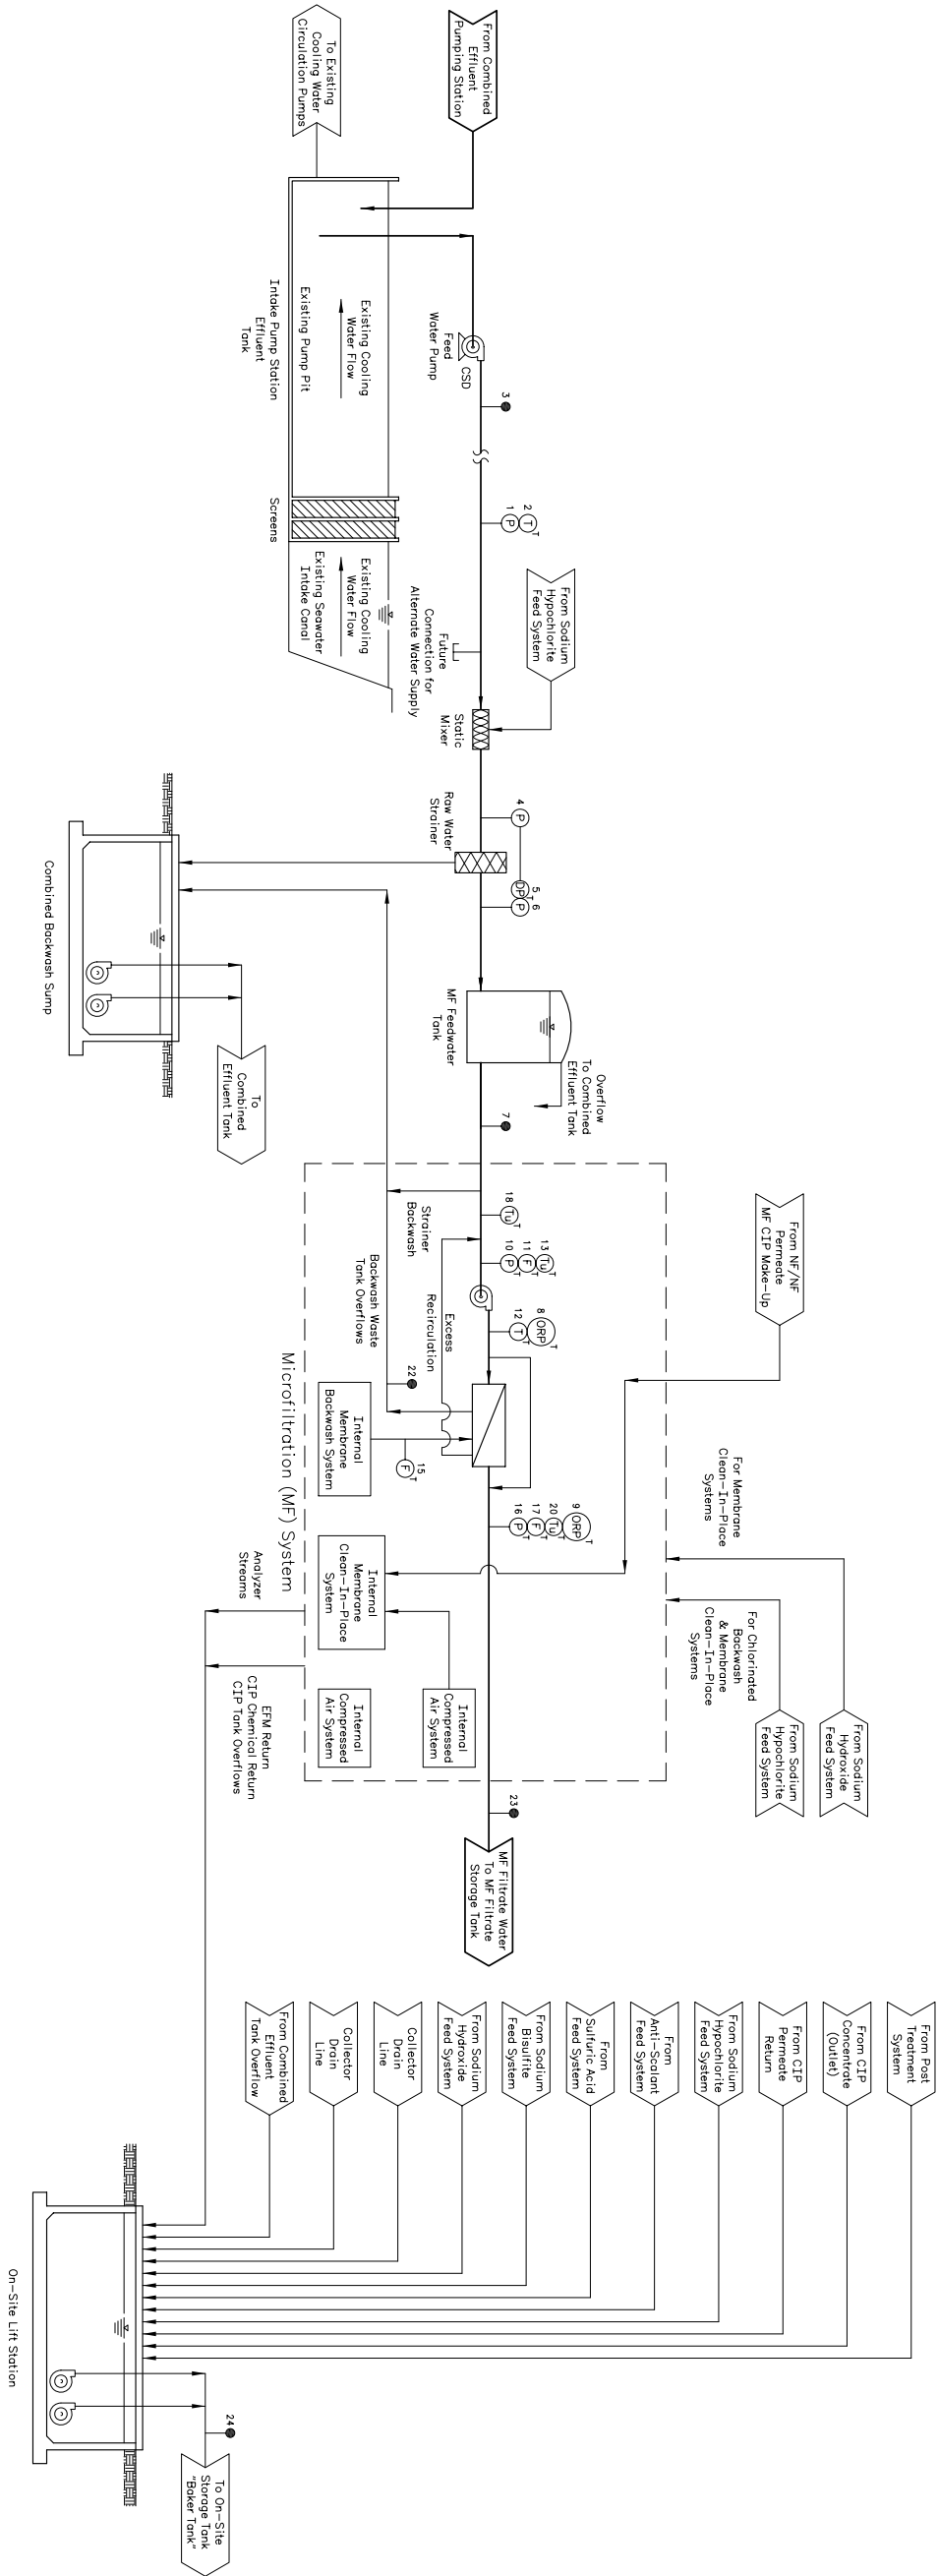 From Combined
Effluent
Pumping Station
To Existing
Cooling Water
Circulation Pumps
Feed
Water Pump
CSD
3
Existing Cooling
Water Flow
Existing Pump Pit
Intake Pump Station
Effluent
Tank
Screens
2
T
T
1
P
From Sodium
Hypochlorite
Feed System
Existing Cooling
Water Flow
Existing Seawater
Intake Canal
Future
Connection for
Alternate Water Supply
Static
Mixer
4
P
Raw Water
Strainer
5
DP
T
6
P
Combined Backwash Sump
To
Combined
Effluent Tank
MF Feedwater
Tank
Overflow
To Combined
Effluent Tank
7
From NF/NF
Permeate
MF CIP Make-Up
18
Tu
T
Strainer
Backwash
13
Tu
T
11
F
10
P
T
Excess
Recirculation
Backwash Waste
Tank Overflows
8
ORP
T
12
T
T
22
Internal
Membrane
Backwash System
15
F
T
Microfiltration (MF) System
9
ORP
T
20
Tu
T
17
F
T
16
P
T
For Membrane
Clean-In-Place
Systems
For Chlorinated
Backwash
& Membrane
Clean-In-Place
Systems
Internal
Membrane
Clean-In-Place
System
Analyzer
Streams
EFM Return
CIP Chemical Return
CIP Tank Overflows
Internal
Compressed
Air System
Internal
Compressed
Air System
From Sodium
Hydroxide
Feed System
From Sodium
Hypochlorite
Feed System
23
MF Filtrate Water
To MF Filtrate
Storage Tank
From Post
Treatment
System
From CIP
Concentrate
(Outlet)
From CIP
Permeate
Return
From Sodium
Hypochlorite
Feed System
From
Anti-Scalant
Feed System
From
Sulfuric Acid
Feed System
From Sodium
Bisulfite
Feed System
From Sodium
Hydroxide
Feed System
Collector
Drain
Line
Collector
Drain
Line
From Combined
Effluent
Tank Overflow
On-Site Lift Station
24
To On-Site
Storage Tank
"Baker Tank"